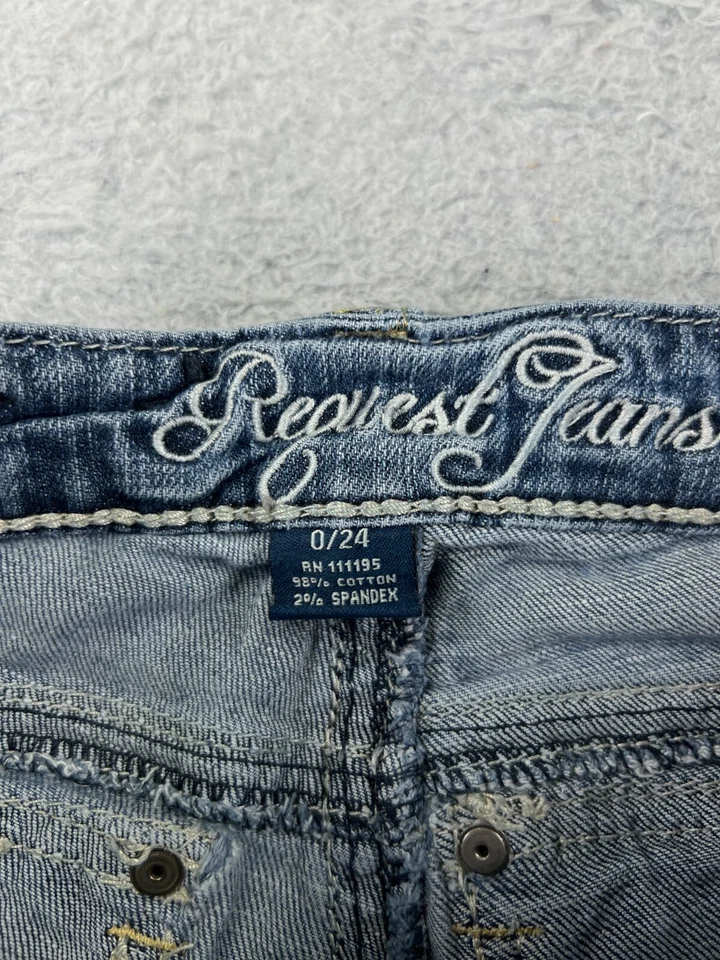 Request Jeans
0/24
RN 111195
98% COTTON
2% SPANDEX